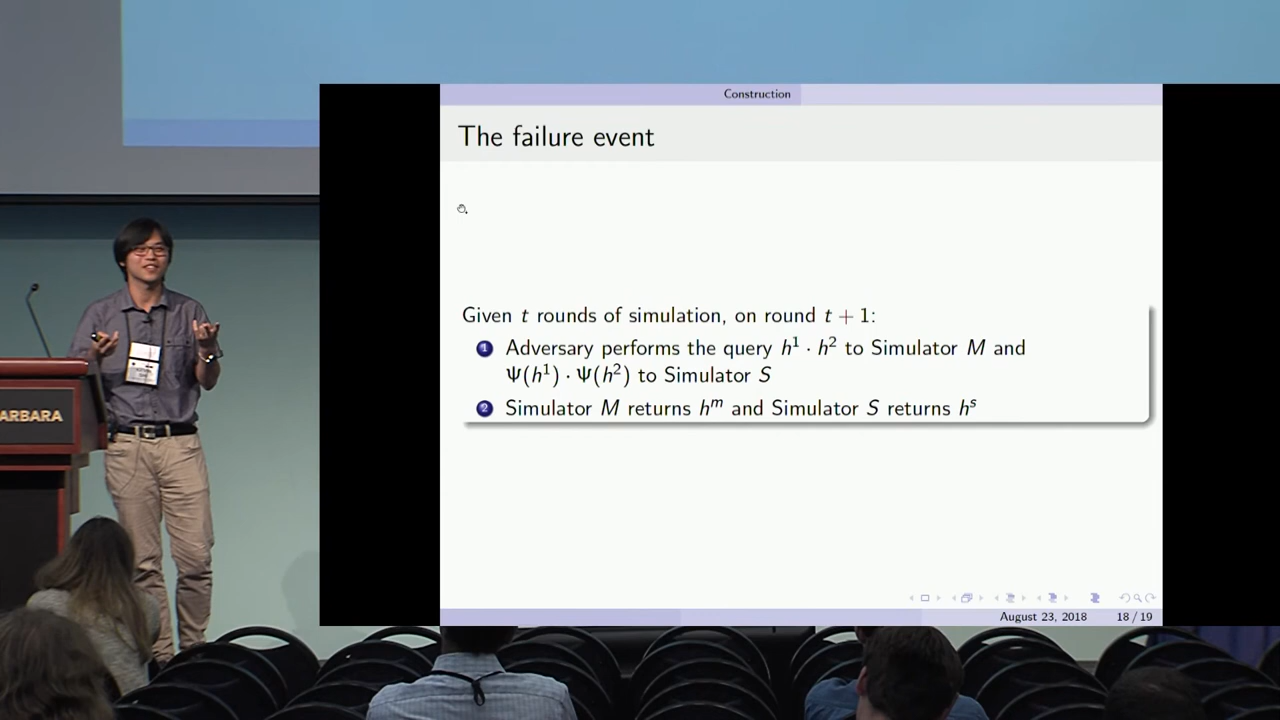 Construction
The failure event
Given t rounds of simulation, on round t + 1:
1 Adversary performs the query h¹ · h² to Simulator M and
Ψ(h¹) · Ψ(h²) to Simulator S
2 Simulator M returns hᵐ and Simulator S returns hˢ
August 23, 2018 18 / 19
ARBARA